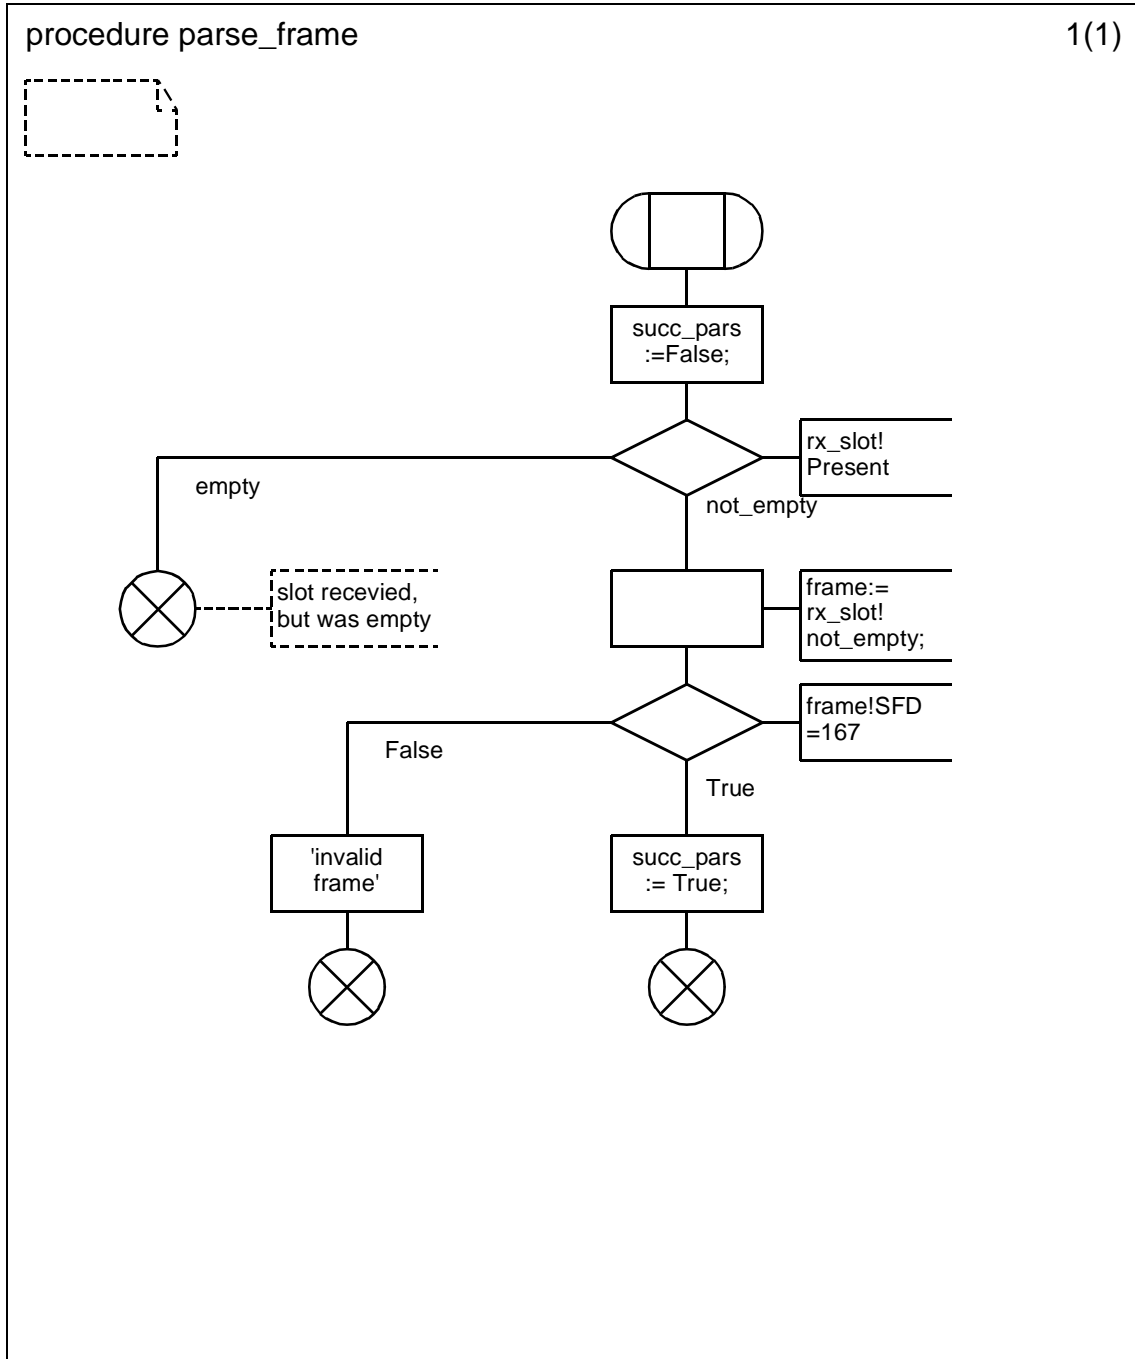 procedure parse_frame
1(1)
succ_pars
:=False;
rx_slot!
Present
empty
not_empty
slot recevied,
but was empty
frame:=
rx_slot!
not_empty;
frame!SFD
=167
False
True
'invalid
frame'
succ_pars
:= True;